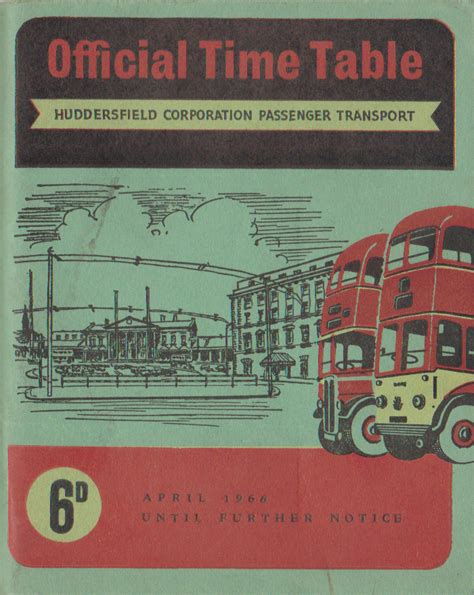 Official Time Table
HUDDERSFIELD CORPORATION PASSENGER TRANSPORT
6D
APRIL 1966
UNTIL FURTHER NOTICE